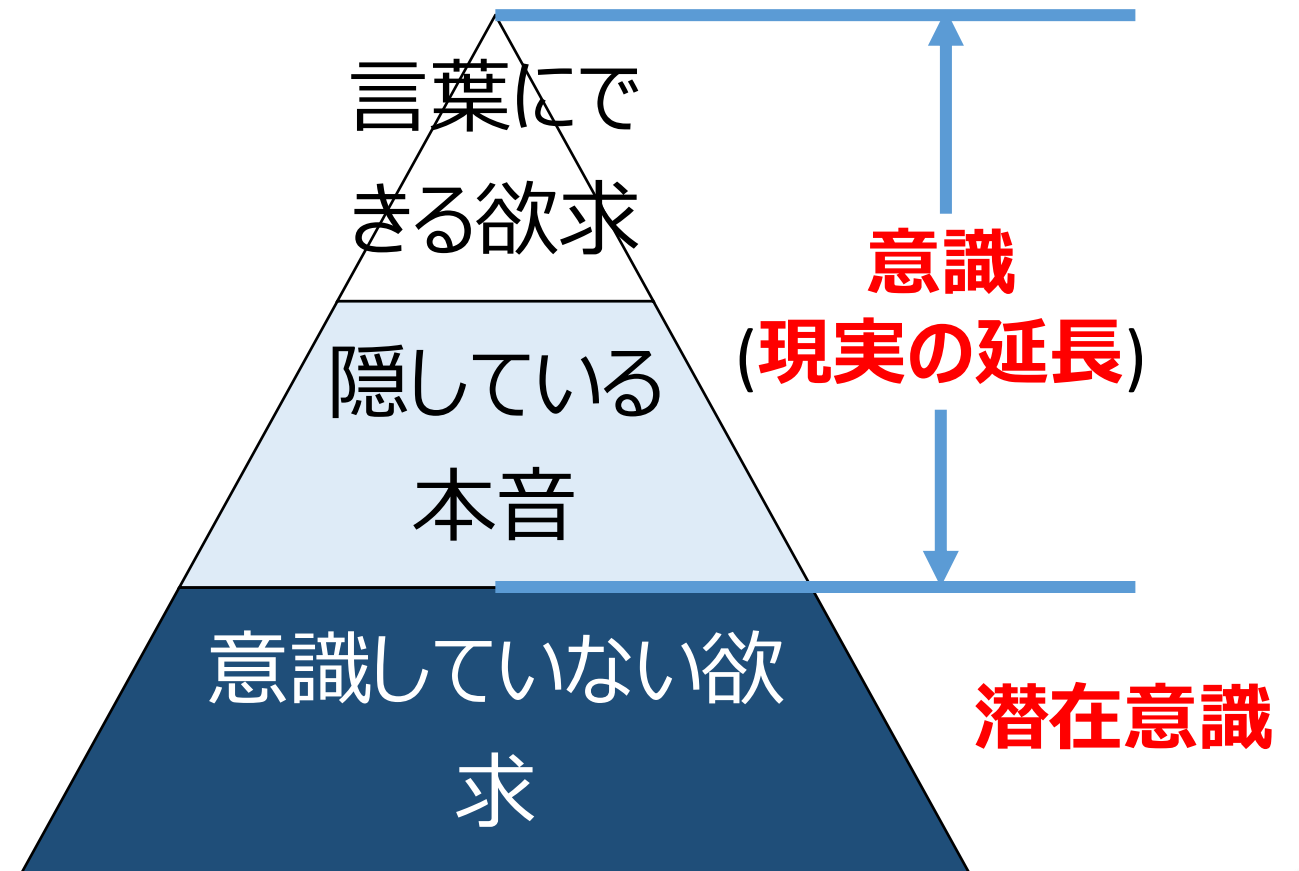 言葉にで
きる欲求
隠している
本音
意識していない欲
求
意識
(現実の延長)
潜在意識